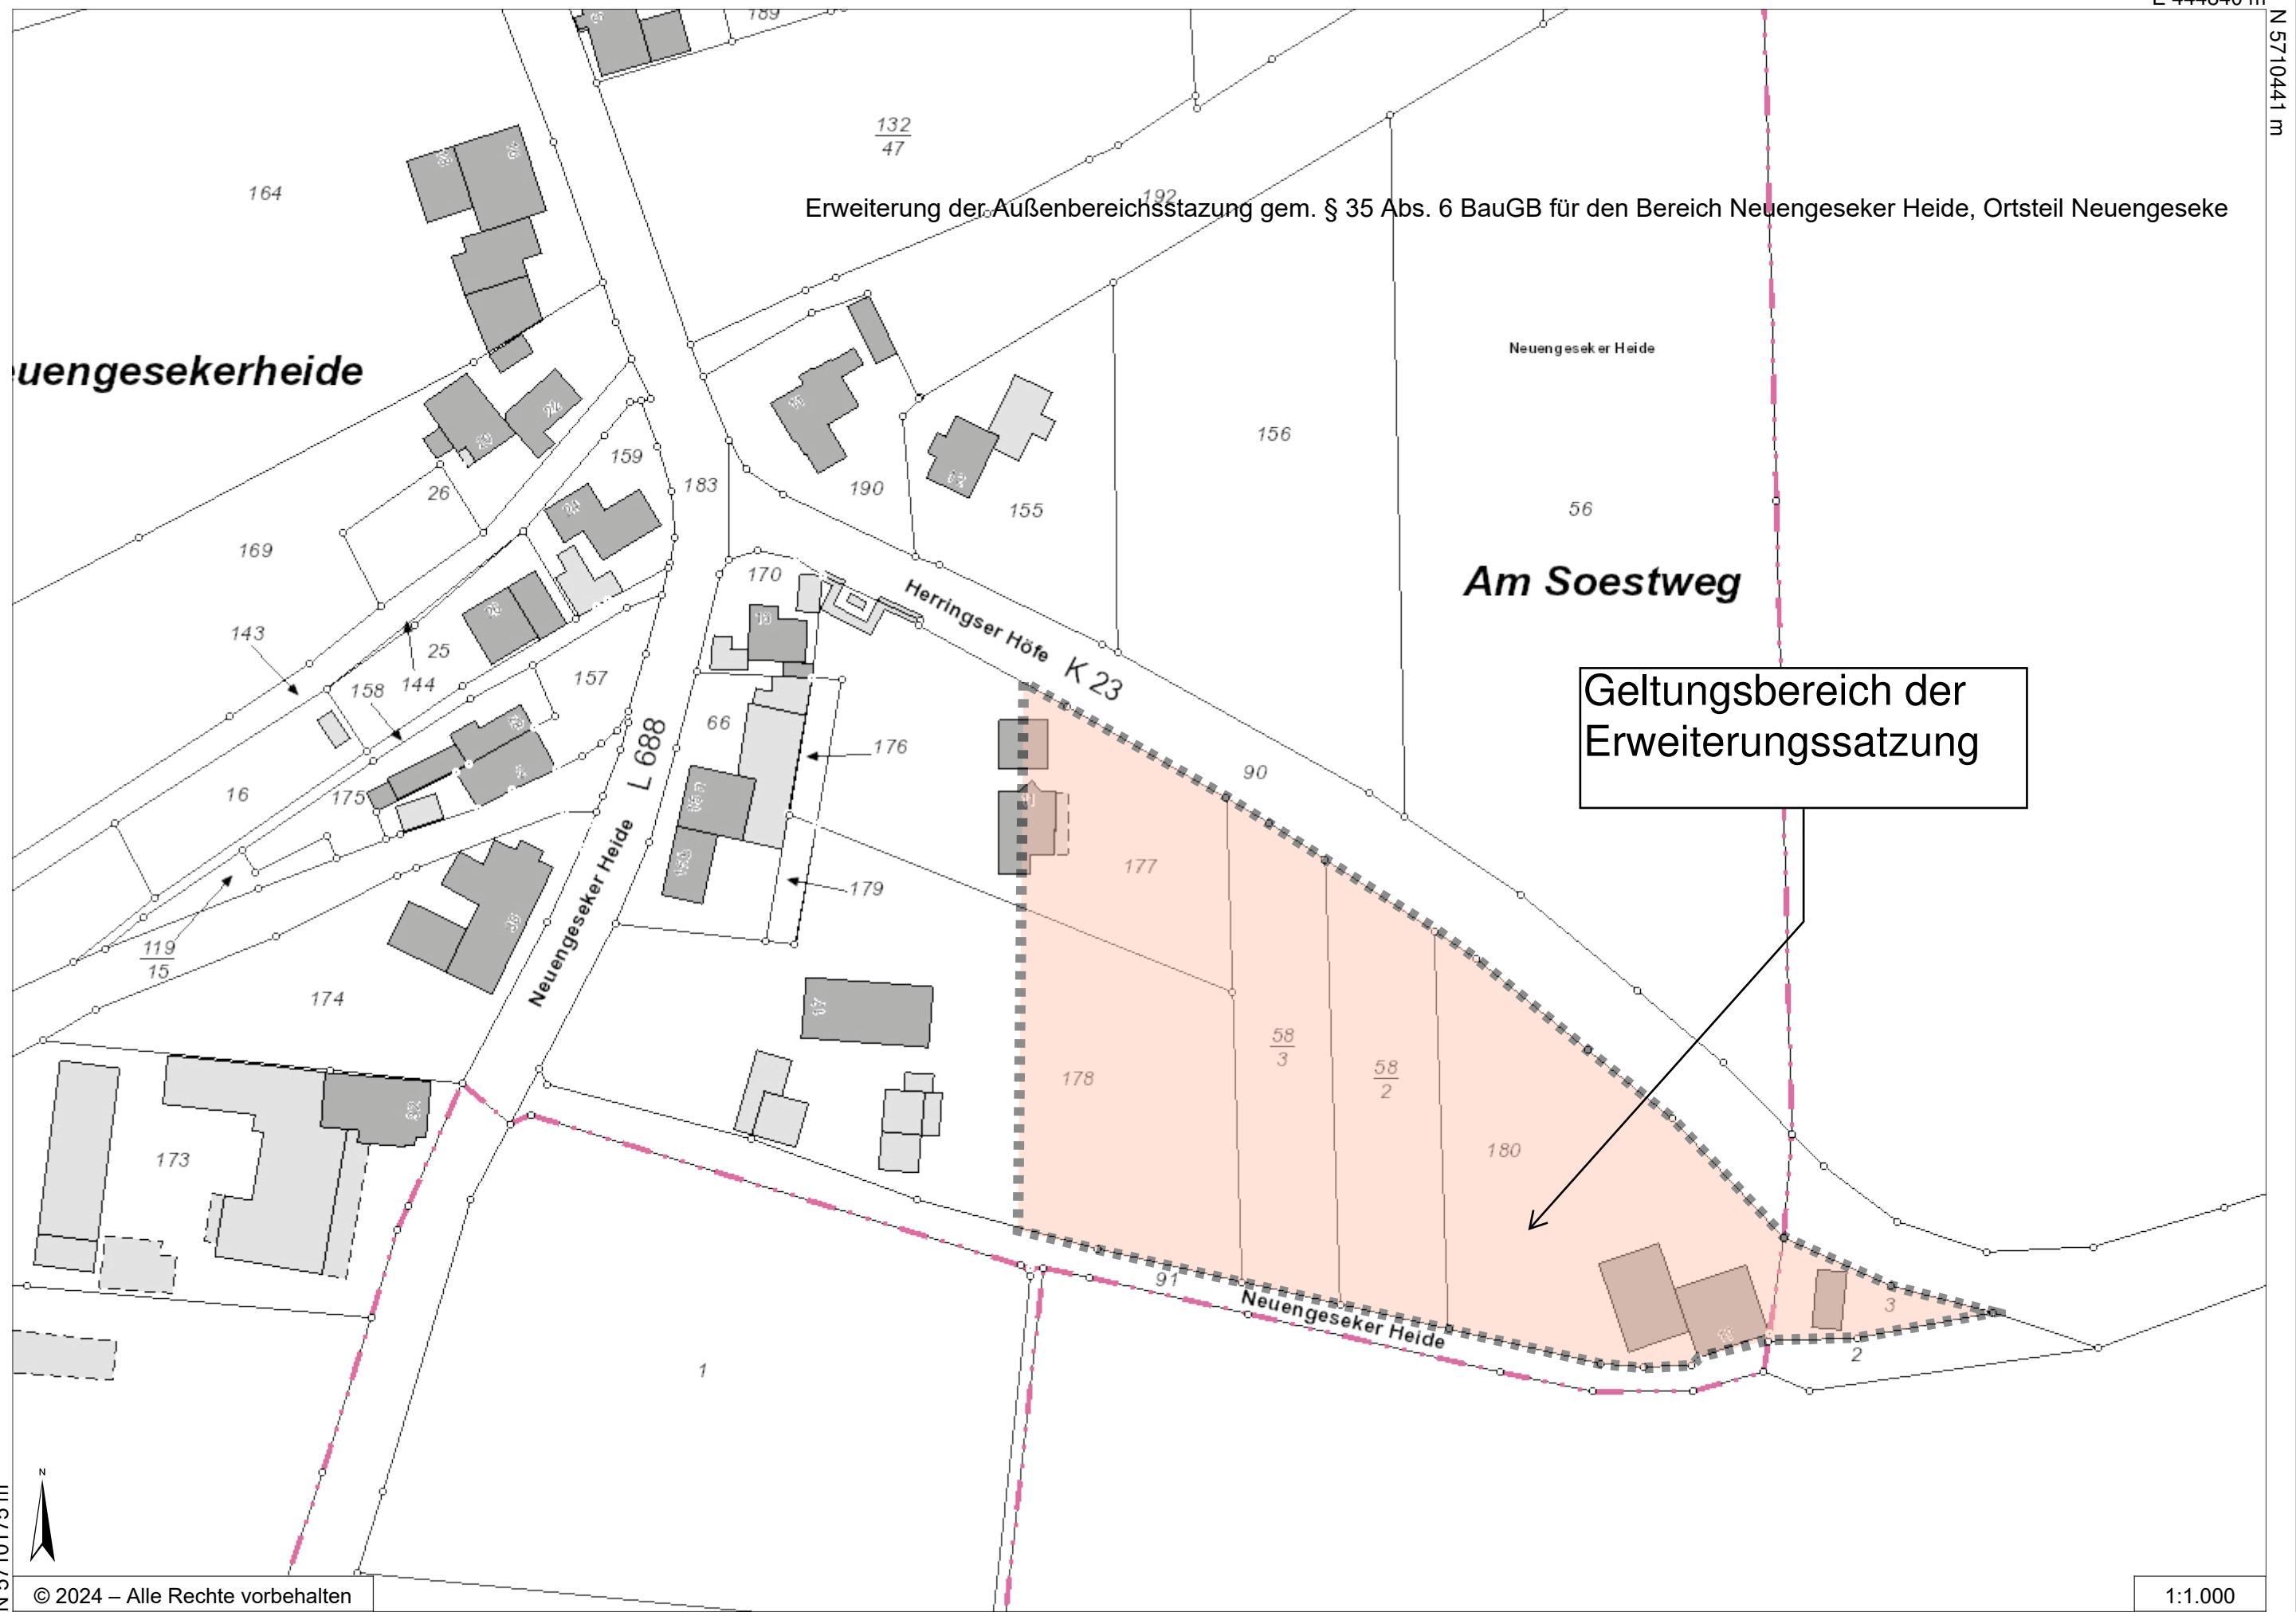 N 5710441 m
189
132
47
164
192
Erweiterung der Außenbereichsstazung gem. § 35 Abs. 6 BauGB für den Bereich Neuengeseker Heide, Ortsteil Neuengeseke
Neuengeseker Heide
uengesekerheide
156
159
183
190
26
155
56
169
170
Am Soestweg
Herringser Höfe
K 23
143
25
144
158
157
Geltungsbereich der
Erweiterungssatzung
66
L 688
176
90
16
175
177
179
Neuengeseker Heide
119
15
174
58
3
58
2
178
180
173
91
Neuengeseker Heide
3
2
1
N
© 2024 – Alle Rechte vorbehalten
1:1.000